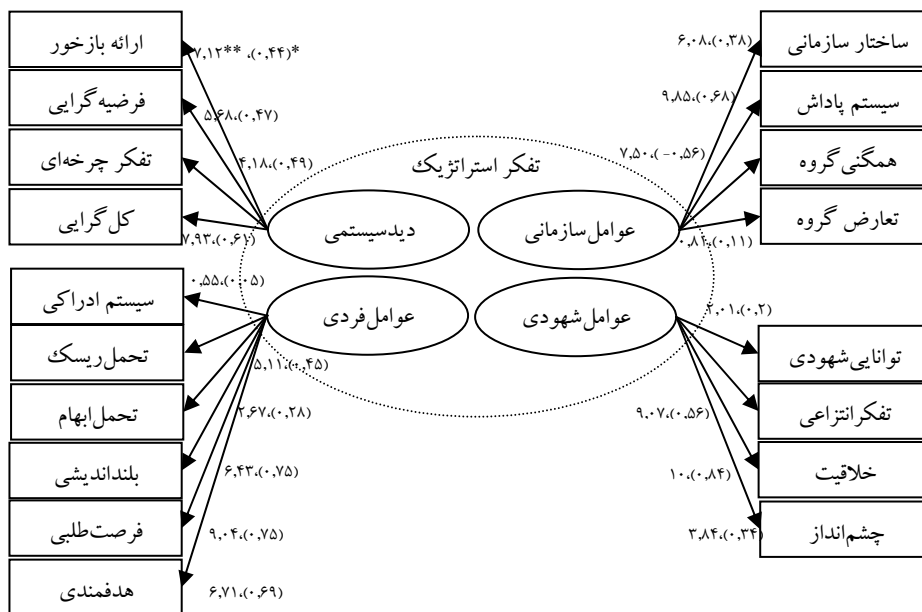 ارائه بازخور
فرضیه‌گرایی
تفکر چرخه‌ای
کل‌گرایی
۷,۱۲** ،(۰,۴۴)*
۵,۶۸،(۰,۴۷)
۴,۱۸،(۰,۴۹)
۷,۹۳،(۰,۶۱)
ساختار سازمانی
سیستم پاداش
همگنی گروه
تعارض گروه
۶,۰۸،(۰,۳۸)
۹,۸۵،(۰,۶۸)
۷,۵۰،(-۰,۵۶)
۰,۸۱،(۰,۱۱)
تفکر استراتژیک
دیدسیستمی
عوامل‌سازمانی
عوامل‌فردی
عوامل‌شهودی
سیستم ادراکی
تحمل‌ریسک
تحمل‌ابهام
بلنداندیشی
فرصت‌طلبی
هدفمندی
۰,۵۵،(۰,۰۵)
۲,۶۷،(۰,۲۸)
۶,۴۳،(۰,۷۵)
۹,۰۴،(۰,۷۵)
۶,۷۱،(۰,۶۹)
توانایی‌شهودی
تفکرانتزاعی
خلاقیت
چشم‌انداز
۲,۰۱،(۰,۲)
۹,۰۷،(۰,۵۶)
۱۰،(۰,۸۴)
۳,۸۴،(۰,۳۴)